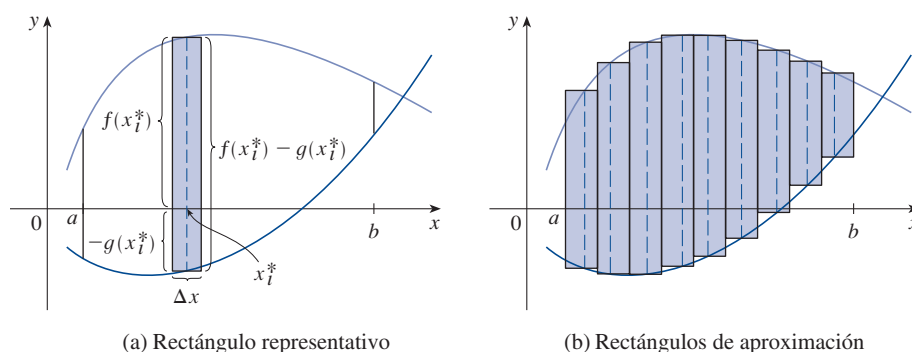 y
f(x_i^*)
f(x_i^*) − g(x_i^*)
0
a
b
x
−g(x_i^*)
x_i^*
Δx
(a) Rectángulo representativo
y
0
a
b
x
(b) Rectángulos de aproximación